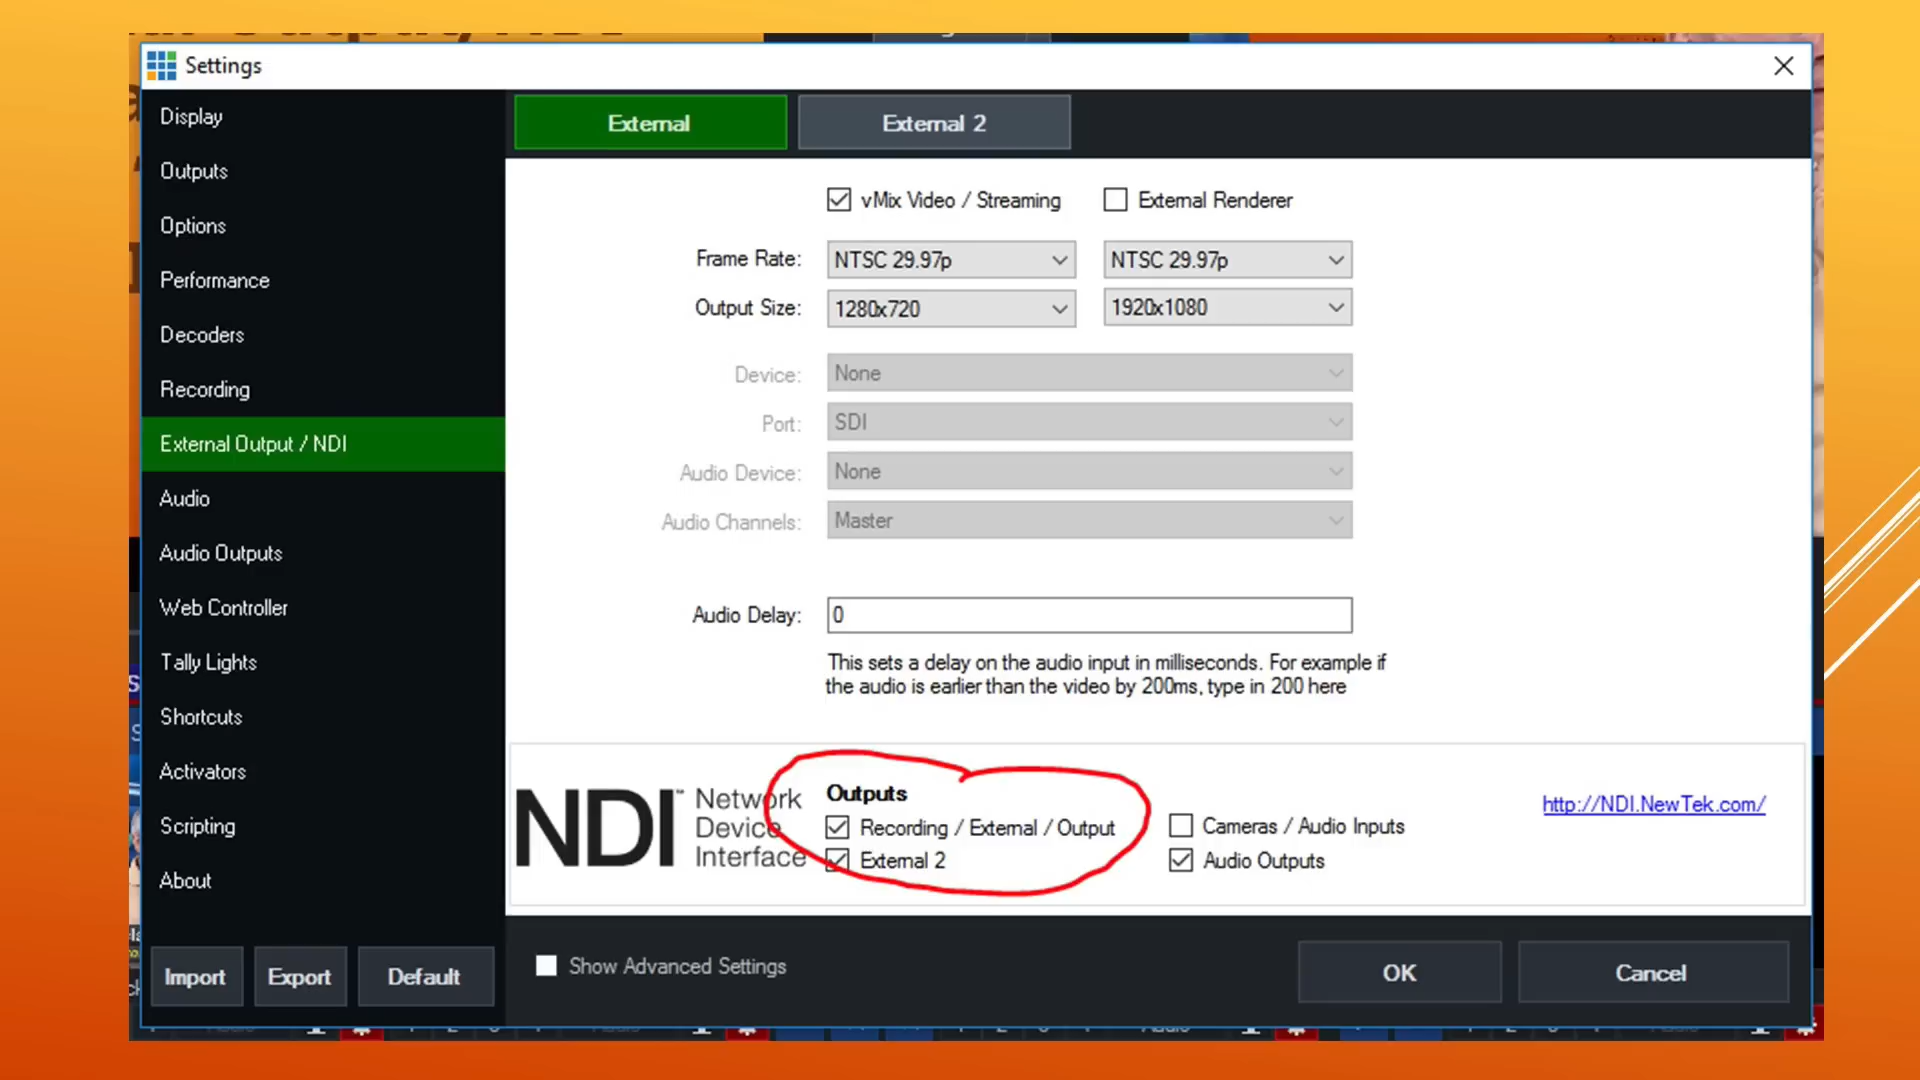 Settings
Display
Outputs
Options
Performance
Decoders
Recording
External Output / NDI
Audio
Audio Outputs
Web Controller
Tally Lights
Shortcuts
Activators
Scripting
About
Import Export Default
External External 2
vMix Video / Streaming External Renderer
Frame Rate: NTSC 29.97p NTSC 29.97p
Output Size: 1280x720 1920x1080
Device: None
Port: SDI
Audio Device: None
Audio Channels: Master
Audio Delay: 0
This sets a delay on the audio input in milliseconds. For example if
the audio is earlier than the video by 200ms, type in 200 here
NDI™ Network
Device
Interface
Outputs
Recording / External / Output Cameras / Audio Inputs
External 2 Audio Outputs
http://NDI.NewTek.com/
Show Advanced Settings
OK Cancel